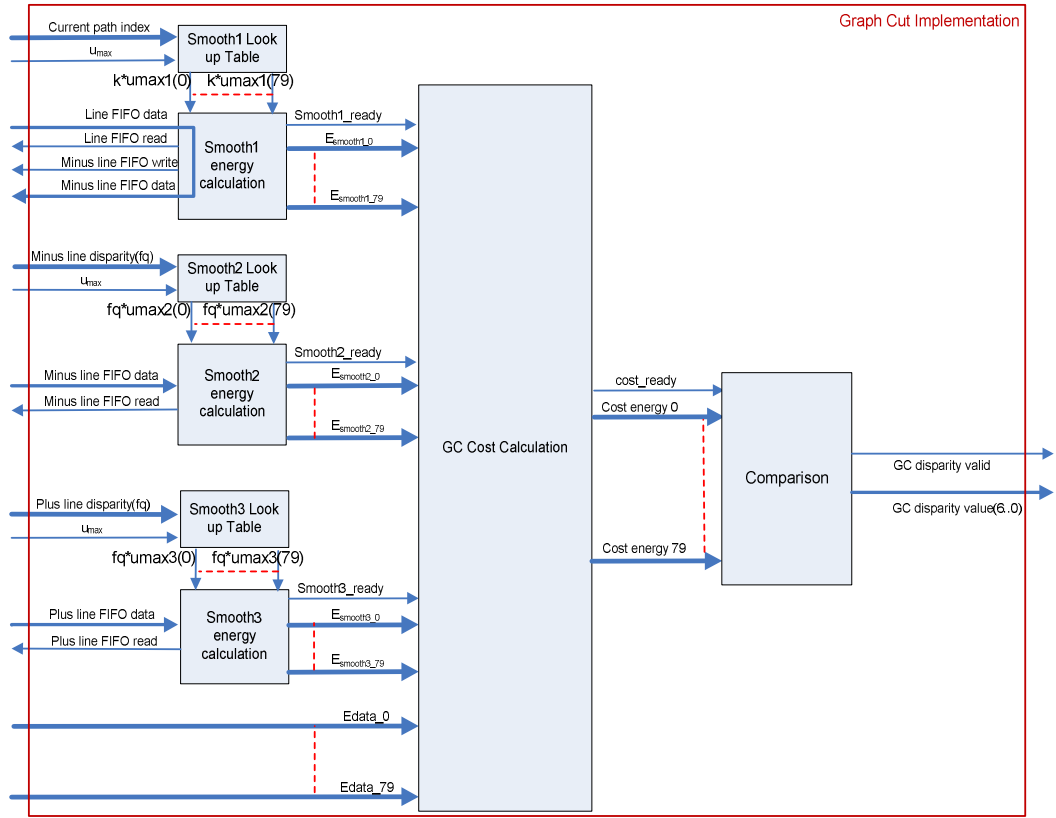 Graph Cut Implementation
Current path index
umax
Smooth1 Look
up Table
k*umax1(0)
k*umax1(79)
Line FIFO data
Line FIFO read
Minus line FIFO write
Minus line FIFO data
Smooth1
energy
calculation
Smooth1_ready
Esmooth1_0
Esmooth1_79
Minus line disparity(fq)
umax
Smooth2 Look
up Table
fq*umax2(0)
fq*umax2(79)
Minus line FIFO data
Minus line FIFO read
Smooth2
energy
calculation
Smooth2_ready
Esmooth2_0
Esmooth2_79
Plus line disparity(fq)
umax
Smooth3 Look
up Table
fq*umax3(0)
fq*umax3(79)
Plus line FIFO data
Plus line FIFO read
Smooth3
energy
calculation
Smooth3_ready
Esmooth3_0
Esmooth3_79
Edata_0
Edata_79
GC Cost Calculation
cost_ready
Cost energy 0
Cost energy 79
Comparison
GC disparity valid
GC disparity value(6..0)